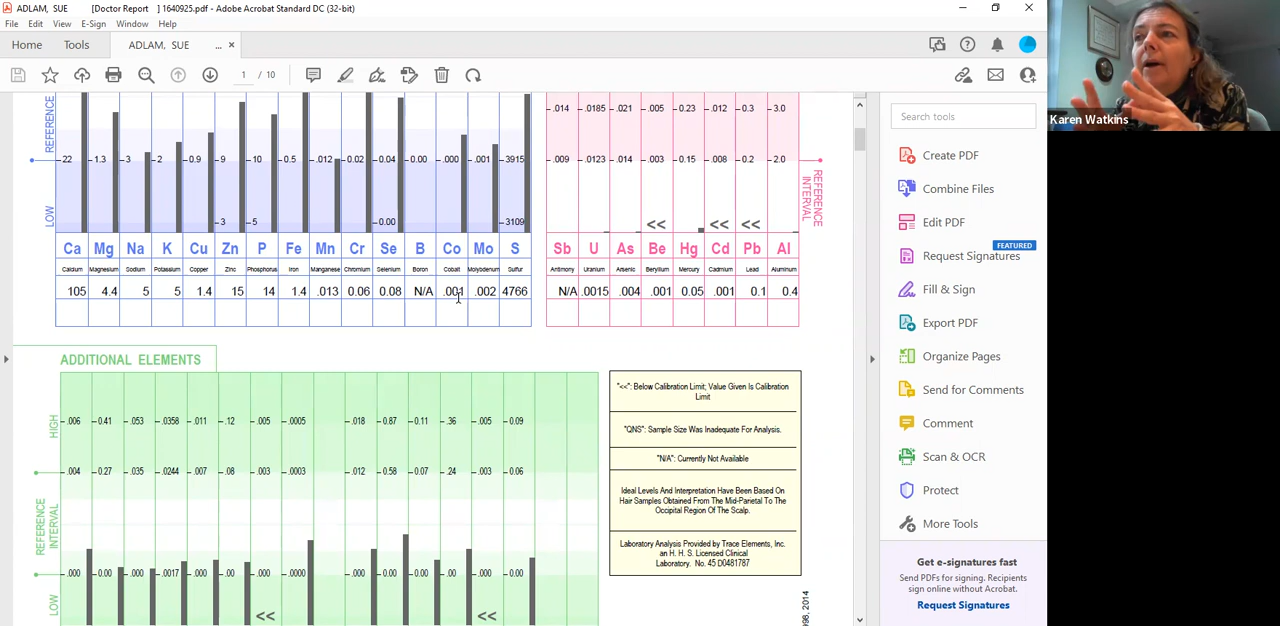 ADLAM, SUE [Doctor Report ] 1640925.pdf - Adobe Acrobat Standard DC (32-bit)
File Edit View E-Sign Window Help
Home Tools ADLAM, SUE ... ×
1 / 10
Search tools
Karen Watkins
Create PDF
Combine Files
Edit PDF
FEATURED
Request Signatures
Fill & Sign
Export PDF
Organize Pages
Send for Comments
Comment
Scan & OCR
Protect
More Tools
Get e-signatures fast
Send PDFs for signing. Recipients
sign online without Acrobat.
Request Signatures
REFERENCE
LOW
22 1.3 3 2 0.9 9 10 0.5 .012 0.02 0.04 0.00 .000 .001 3915
3 5 0.00 3109
Ca Mg Na K Cu Zn P Fe Mn Cr Se B Co Mo S
Calcium Magnesium Sodium Potassium Copper Zinc Phosphorus Iron Manganese Chromium Selenium Boron Cobalt Molybdenum Sulfur
105 4.4 5 5 1.4 15 14 1.4 .013 0.06 0.08 N/A .001 .002 4766
.014 .0185 .021 .005 0.23 .012 0.3 3.0
.009 .0123 .014 .003 0.15 .008 0.2 2.0
REFERENCE
INTERVAL
<< << <<
Sb U As Be Hg Cd Pb Al
Antimony Uranium Arsenic Beryllium Mercury Cadmium Lead Aluminum
N/A .0015 .004 .001 0.05 .001 0.1 0.4
ADDITIONAL ELEMENTS
HIGH
.006 0.41 .053 .0358 .011 .12 .005 .0005 .018 0.87 0.11 .36 .005 0.09
.004 0.27 .035 .0244 .007 .08 .003 .0003 .012 0.58 0.07 .24 .003 0.06
REFERENCE
INTERVAL
.000 0.00 .000 .0017 .000 .00 .000 .0000 .000 0.00 0.00 .00 .000 0.00
LOW
<< <<
"<<": Below Calibration Limit; Value Given Is Calibration
Limit
"QNS": Sample Size Was Inadequate For Analysis.
"N/A": Currently Not Available
Ideal Levels And Interpretation Have Been Based On
Hair Samples Obtained From The Mid-Parietal To The
Occipital Region Of The Scalp.
Laboratory Analysis Provided by Trace Elements, Inc.
an H. H. S. Licensed Clinical
Laboratory. No. 45 D0481787
998, 2014